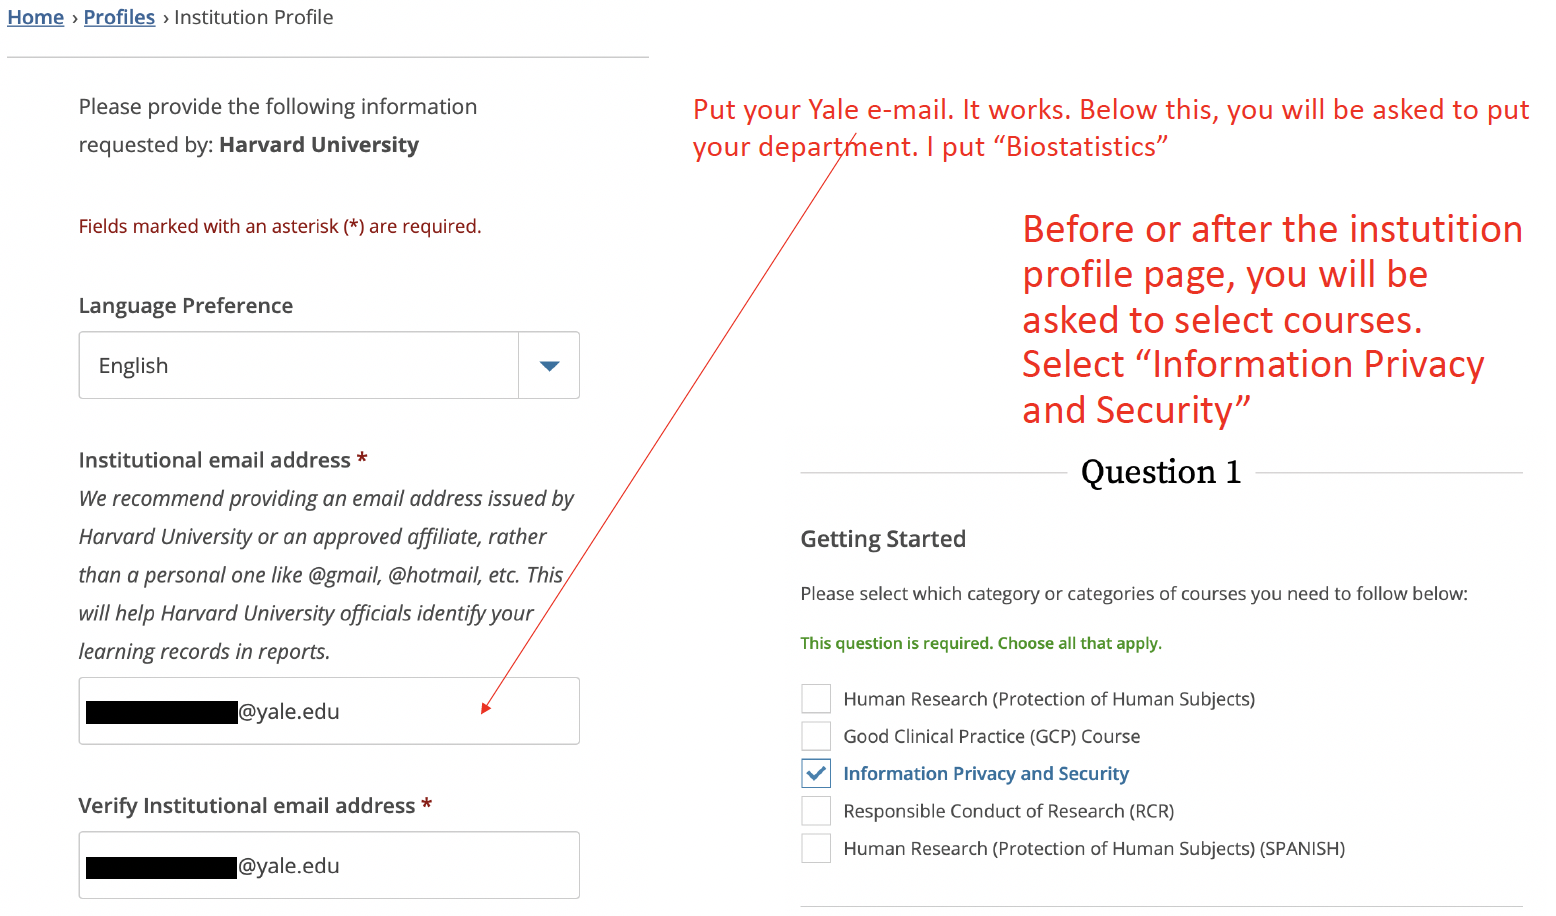 Home › Profiles › Institution Profile
Please provide the following information
requested by: Harvard University
Fields marked with an asterisk (*) are required.
Language Preference
English
Institutional email address *
We recommend providing an email address issued by
Harvard University or an approved affiliate, rather
than a personal one like @gmail, @hotmail, etc. This
will help Harvard University officials identify your
learning records in reports.
@yale.edu
Verify Institutional email address *
@yale.edu
Put your Yale e-mail. It works. Below this, you will be asked to put
your department. I put “Biostatistics”
Before or after the instutition
profile page, you will be
asked to select courses.
Select “Information Privacy
and Security”
Question 1
Getting Started
Please select which category or categories of courses you need to follow below:
This question is required. Choose all that apply.
Human Research (Protection of Human Subjects)
Good Clinical Practice (GCP) Course
Information Privacy and Security
Responsible Conduct of Research (RCR)
Human Research (Protection of Human Subjects) (SPANISH)